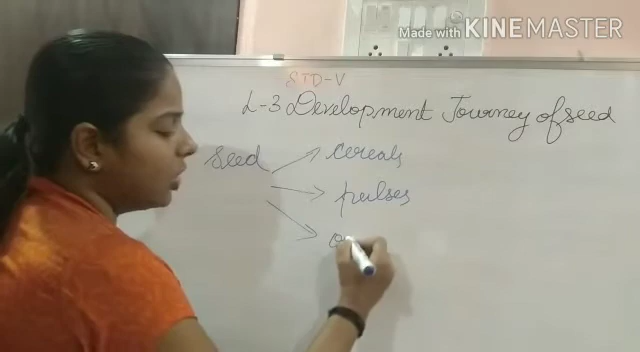 Made with KINEMASTER
STD-V
L-3 Development Journey of seed
seed
cereals
pulses